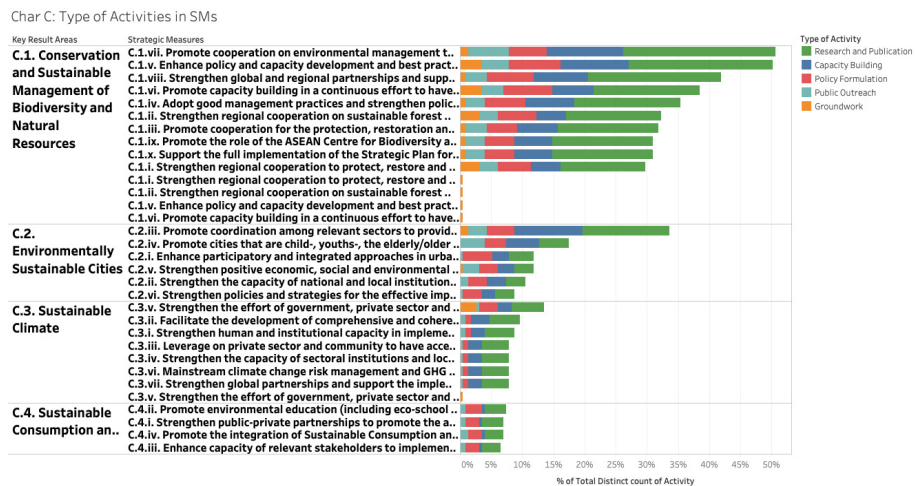 Char C: Type of Activities in SMs
Key Result Areas
Strategic Measures
C.1. Conservation
and Sustainable
Management of
Biodiversity and
Natural
Resources
C.1.vii. Promote cooperation on environmental management t..
C.1.v. Enhance policy and capacity development and best pract..
C.1.viii. Strengthen global and regional partnerships and supp..
C.1.vi. Promote capacity building in a continuous effort to have..
C.1.iv. Adopt good management practices and strengthen polic..
C.1.ii. Strengthen regional cooperation on sustainable forest ..
C.1.iii. Promote cooperation for the protection, restoration an..
C.1.ix. Promote the role of the ASEAN Centre for Biodiversity a..
C.1.x. Support the full implementation of the Strategic Plan for..
C.1.i. Strengthen regional cooperation to protect, restore and ..
C.1.i. Strengthen regional cooperation to protect, restore and ..
C.1.ii. Strengthen regional cooperation on sustainable forest ..
C.1.v. Enhance policy and capacity development and best pract..
C.1.vi. Promote capacity building in a continuous effort to have..
C.2.
Environmentally
Sustainable Cities
C.2.iii. Promote coordination among relevant sectors to provid..
C.2.iv. Promote cities that are child-, youths-, the elderly/older ..
C.2.i. Enhance participatory and integrated approaches in urba..
C.2.v. Strengthen positive economic, social and environmental ..
C.2.ii. Strengthen the capacity of national and local institution..
C.2.vi. Strengthen policies and strategies for the effective imp..
C.3. Sustainable
Climate
C.3.v. Strengthen the effort of government, private sector and ..
C.3.ii. Facilitate the development of comprehensive and cohere..
C.3.i. Strengthen human and institutional capacity in impleme..
C.3.iii. Leverage on private sector and community to have acce..
C.3.iv. Strengthen the capacity of sectoral institutions and loc..
C.3.vi. Mainstream climate change risk management and GHG ..
C.3.vii. Strengthen global partnerships and support the imple..
C.3.v. Strengthen the effort of government, private sector and ..
C.4. Sustainable
Consumption an..
C.4.ii. Promote environmental education (including eco-school ..
C.4.i. Strengthen public-private partnerships to promote the a..
C.4.iv. Promote the integration of Sustainable Consumption an..
C.4.iii. Enhance capacity of relevant stakeholders to implemen..
0% 5% 10% 15% 20% 25% 30% 35% 40% 45% 50%
% of Total Distinct count of Activity
Type of Activity
Research and Publication
Capacity Building
Policy Formulation
Public Outreach
Groundwork